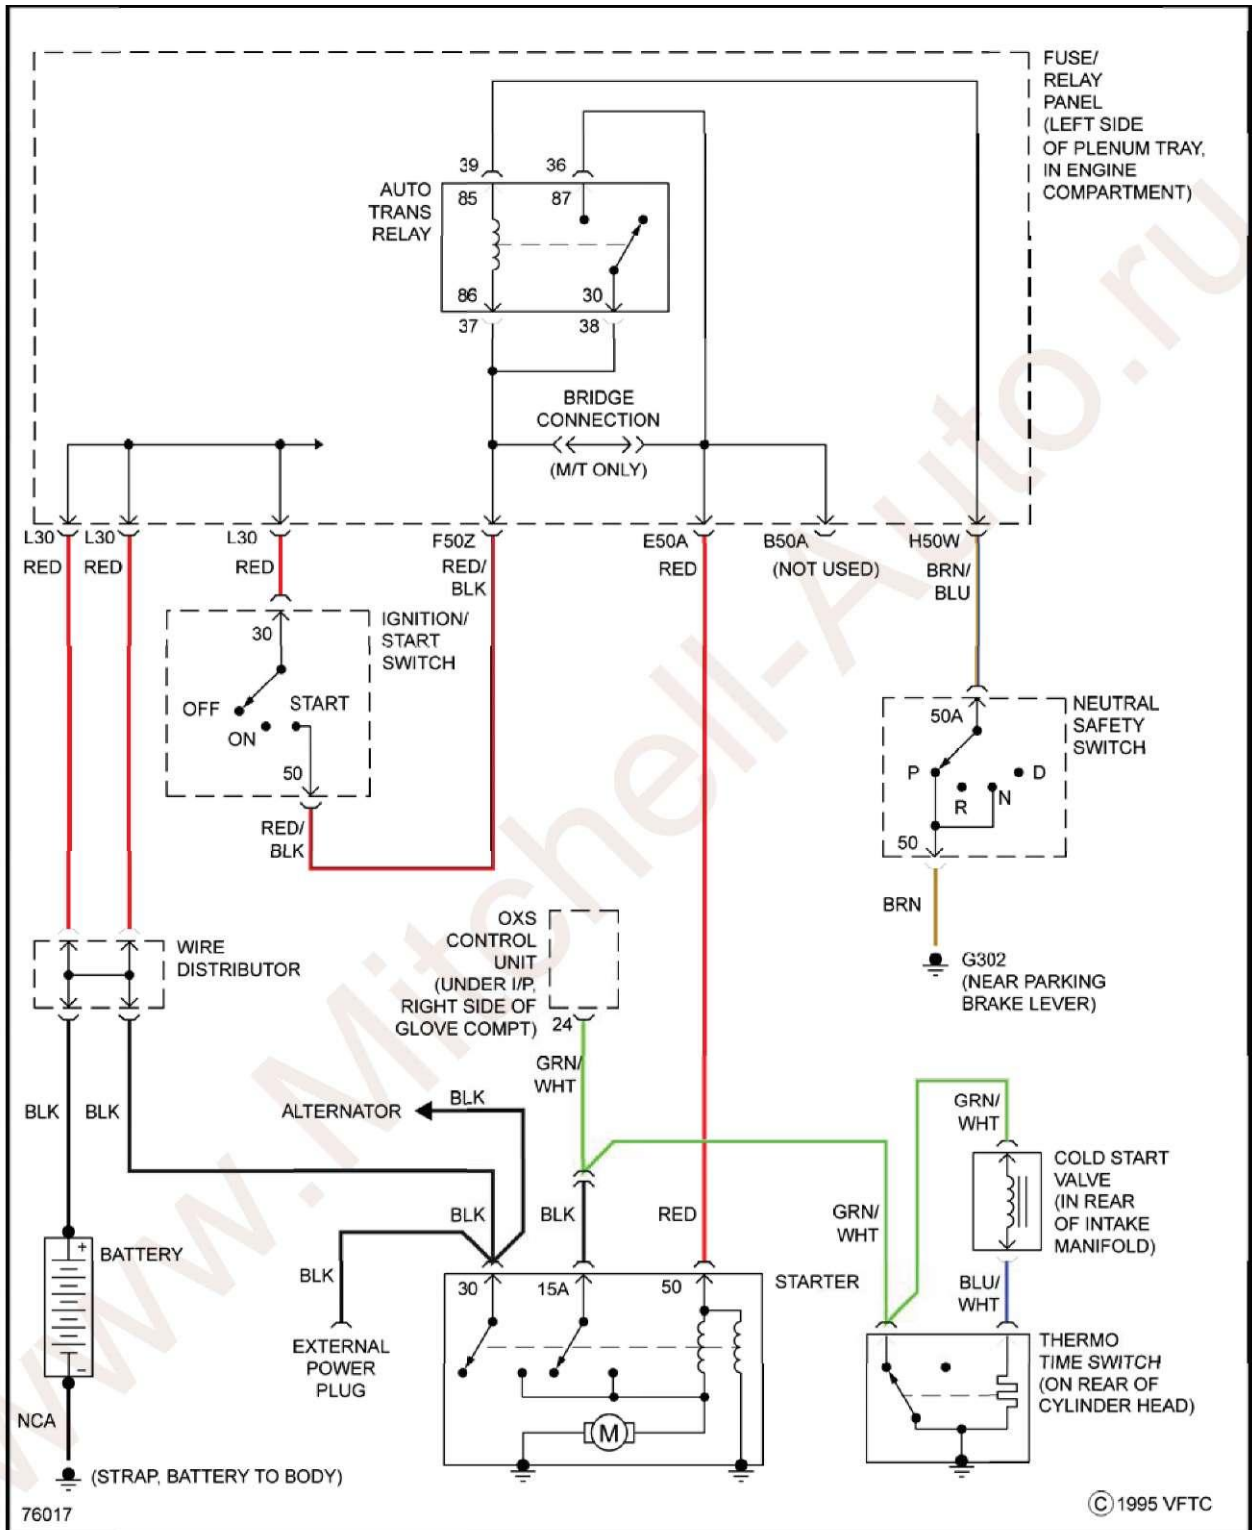 FUSE/
RELAY
PANEL
(LEFT SIDE
OF PLENUM TRAY,
IN ENGINE
COMPARTMENT)
39
36
AUTO
TRANS
RELAY
85
87
86
30
37
38
BRIDGE
CONNECTION
(M/T ONLY)
L30
L30
L30
F50Z
E50A
B50A
H50W
RED
RED
RED
RED/
BLK
RED
(NOT USED)
BRN/
BLU
IGNITION/
START
SWITCH
30
OFF
START
ON
50
RED/
BLK
NEUTRAL
SAFETY
SWITCH
50A
P
D
R
N
50
BRN
G302
(NEAR PARKING
BRAKE LEVER)
WIRE
DISTRIBUTOR
OXS
CONTROL
UNIT
(UNDER I/P,
RIGHT SIDE OF
GLOVE COMPT)
24
GRN/
WHT
BLK
BLK
ALTERNATOR
BLK
GRN/
WHT
COLD START
VALVE
(IN REAR
OF INTAKE
MANIFOLD)
BLK
BLK
RED
GRN/
WHT
BATTERY
+
–
BLK
EXTERNAL
POWER
PLUG
30
15A
50
STARTER
M
BLU/
WHT
THERMO
TIME SWITCH
(ON REAR OF
CYLINDER HEAD)
NCA
(STRAP, BATTERY TO BODY)
76017
© 1995 VFTC
www.Mitchell-Auto.ru